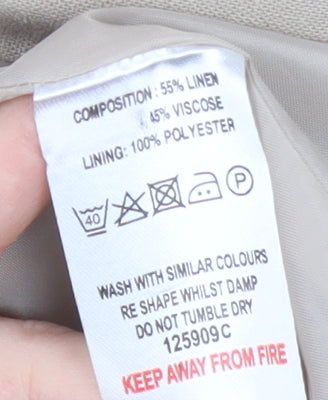 COMPOSITION : 55% LINEN
45% VISCOSE
LINING: 100% POLYESTER
40 P
WASH WITH SIMILAR COLOURS
RE SHAPE WHILST DAMP
DO NOT TUMBLE DRY
125909C
KEEP AWAY FROM FIRE